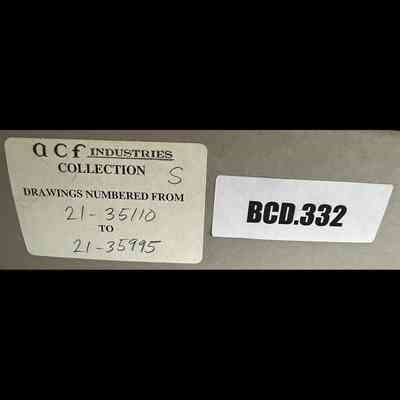 acf INDUSTRIES
COLLECTION S
DRAWINGS NUMBERED FROM
21-35110
TO
21-35995
BCD.332